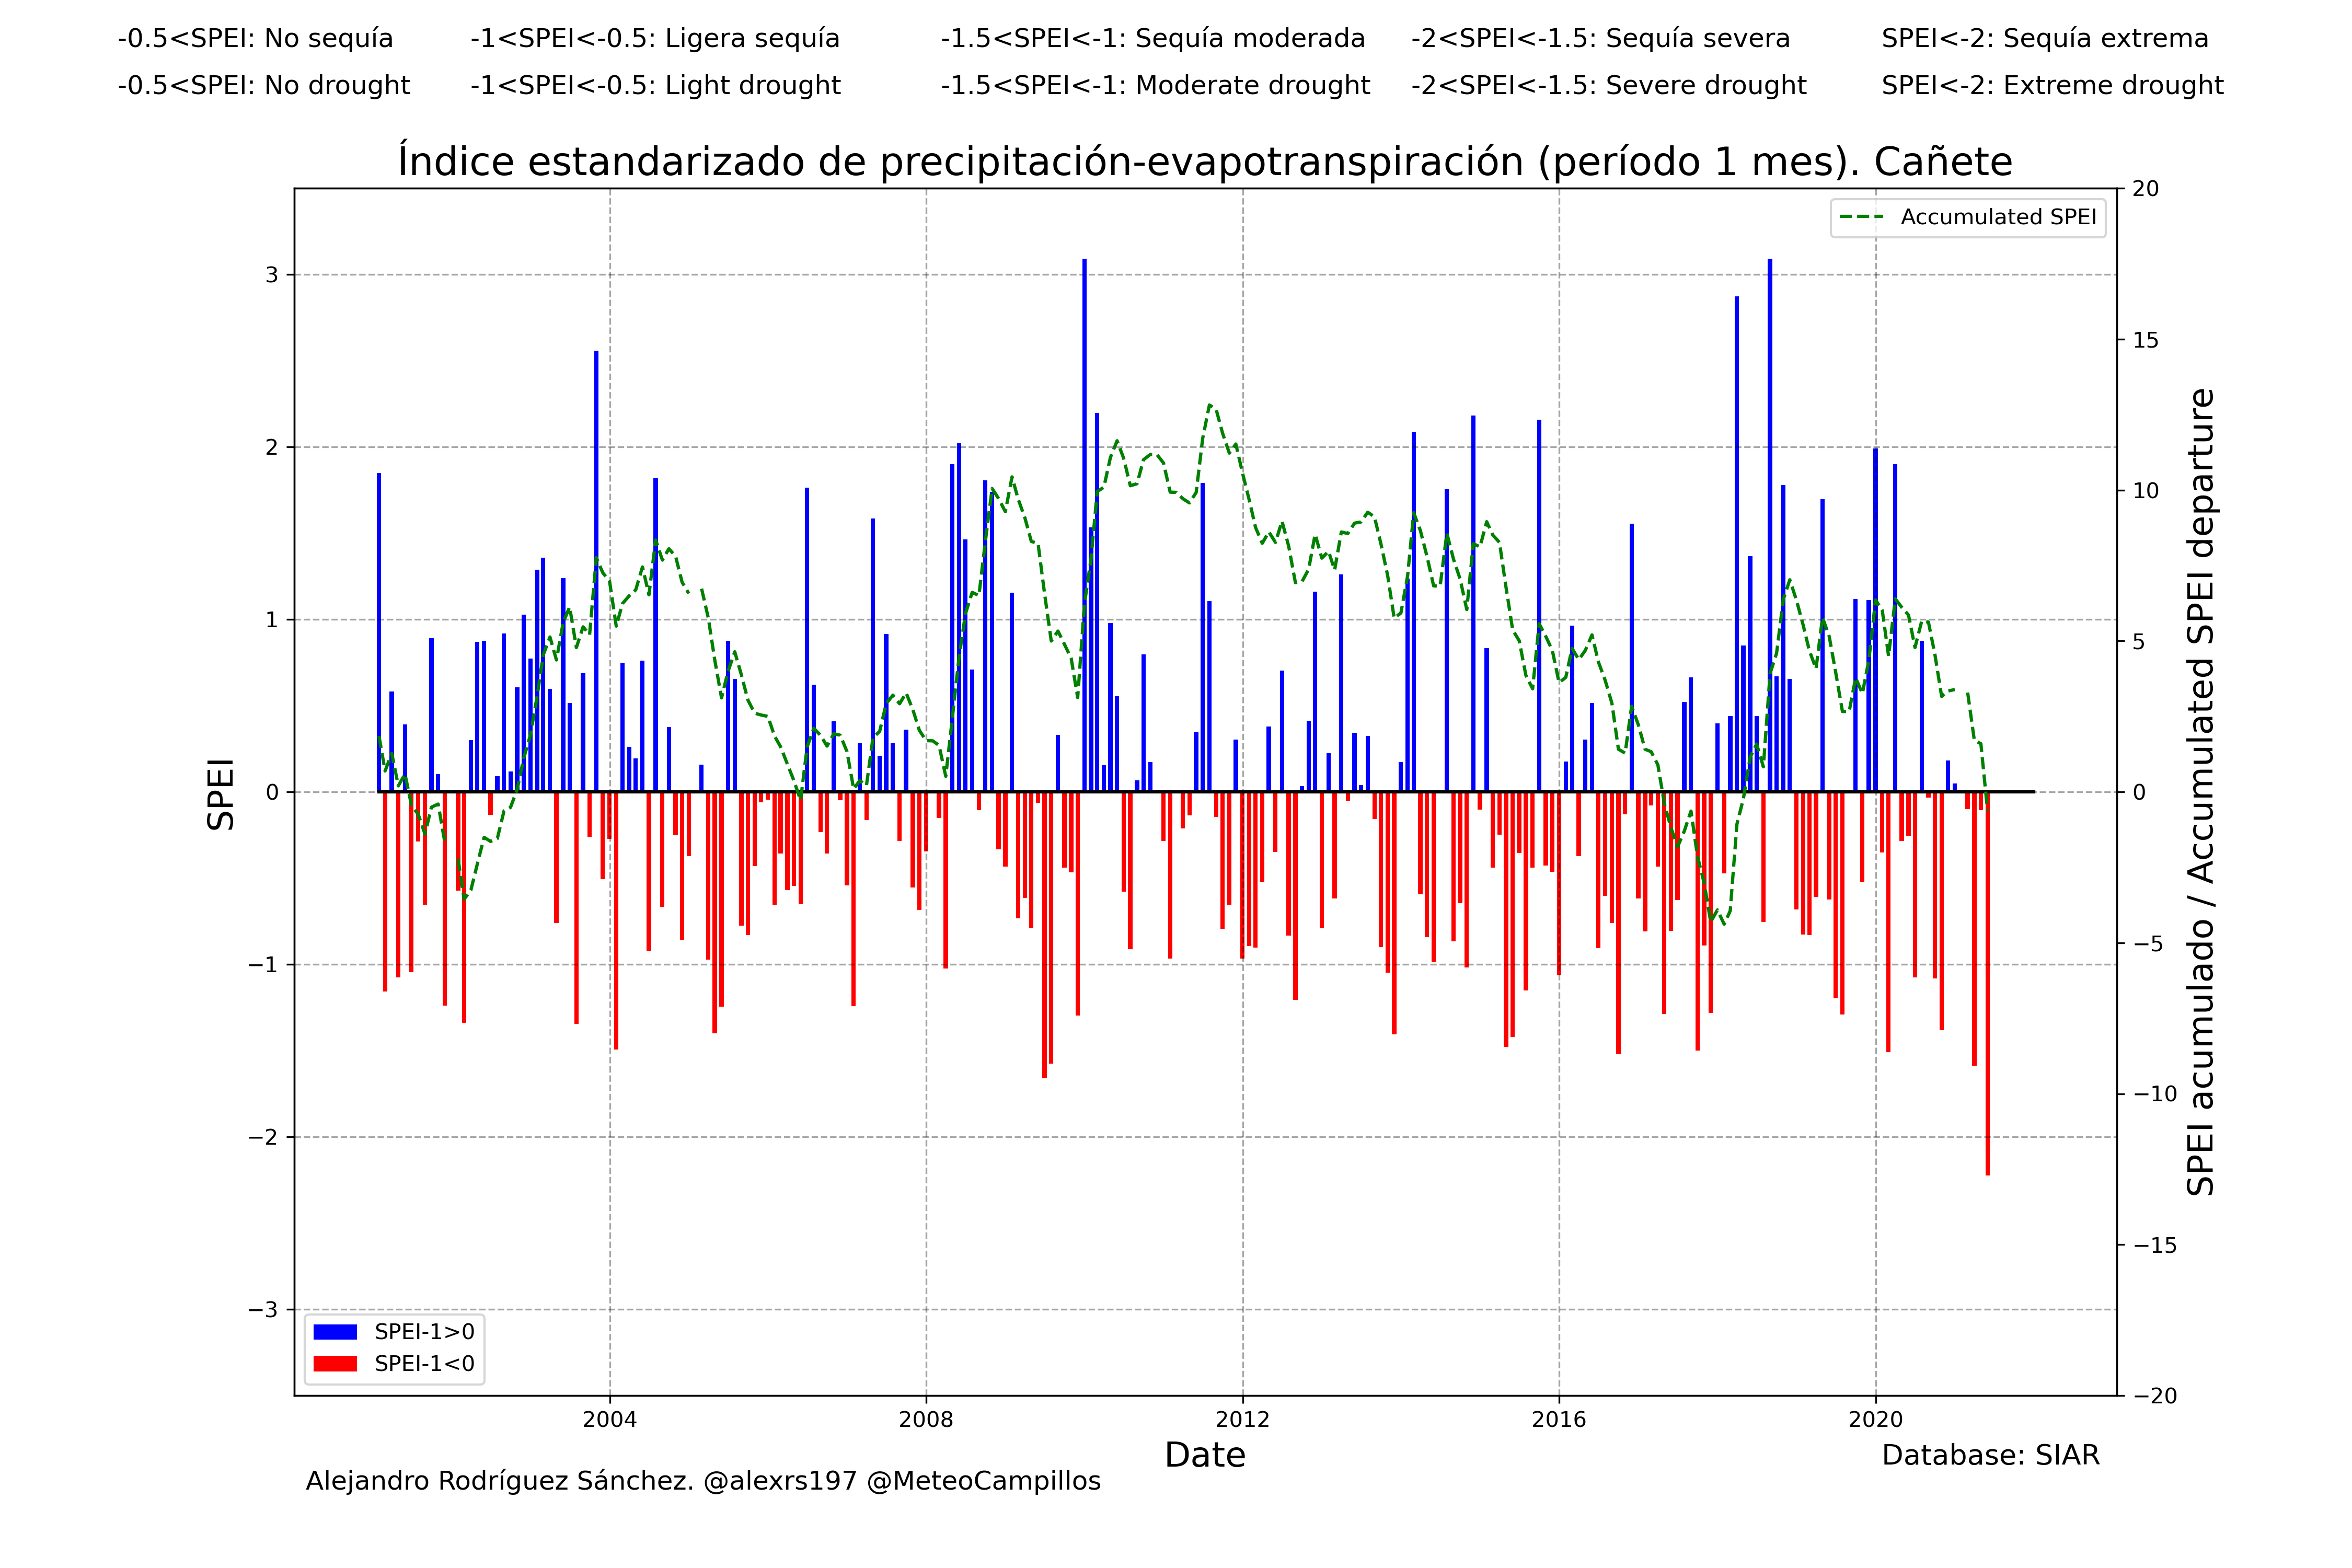 -0.5<SPEI: No sequía
-1<SPEI<-0.5: Ligera sequía
-1.5<SPEI<-1: Sequía moderada
-2<SPEI<-1.5: Sequía severa
SPEI<-2: Sequía extrema
-0.5<SPEI: No drought
-1<SPEI<-0.5: Light drought
-1.5<SPEI<-1: Moderate drought
-2<SPEI<-1.5: Severe drought
SPEI<-2: Extreme drought
Índice estandarizado de precipitación-evapotranspiración (período 1 mes). Cañete
Accumulated SPEI
SPEI
3
2
1
0
−1
−2
−3
20
15
10
5
0
−5
−10
−15
−20
SPEI acumulado / Accumulated SPEI departure
SPEI-1>0
SPEI-1<0
2004
2008
2012
2016
2020
Date
Database: SIAR
Alejandro Rodríguez Sánchez. @alexrs197 @MeteoCampillos